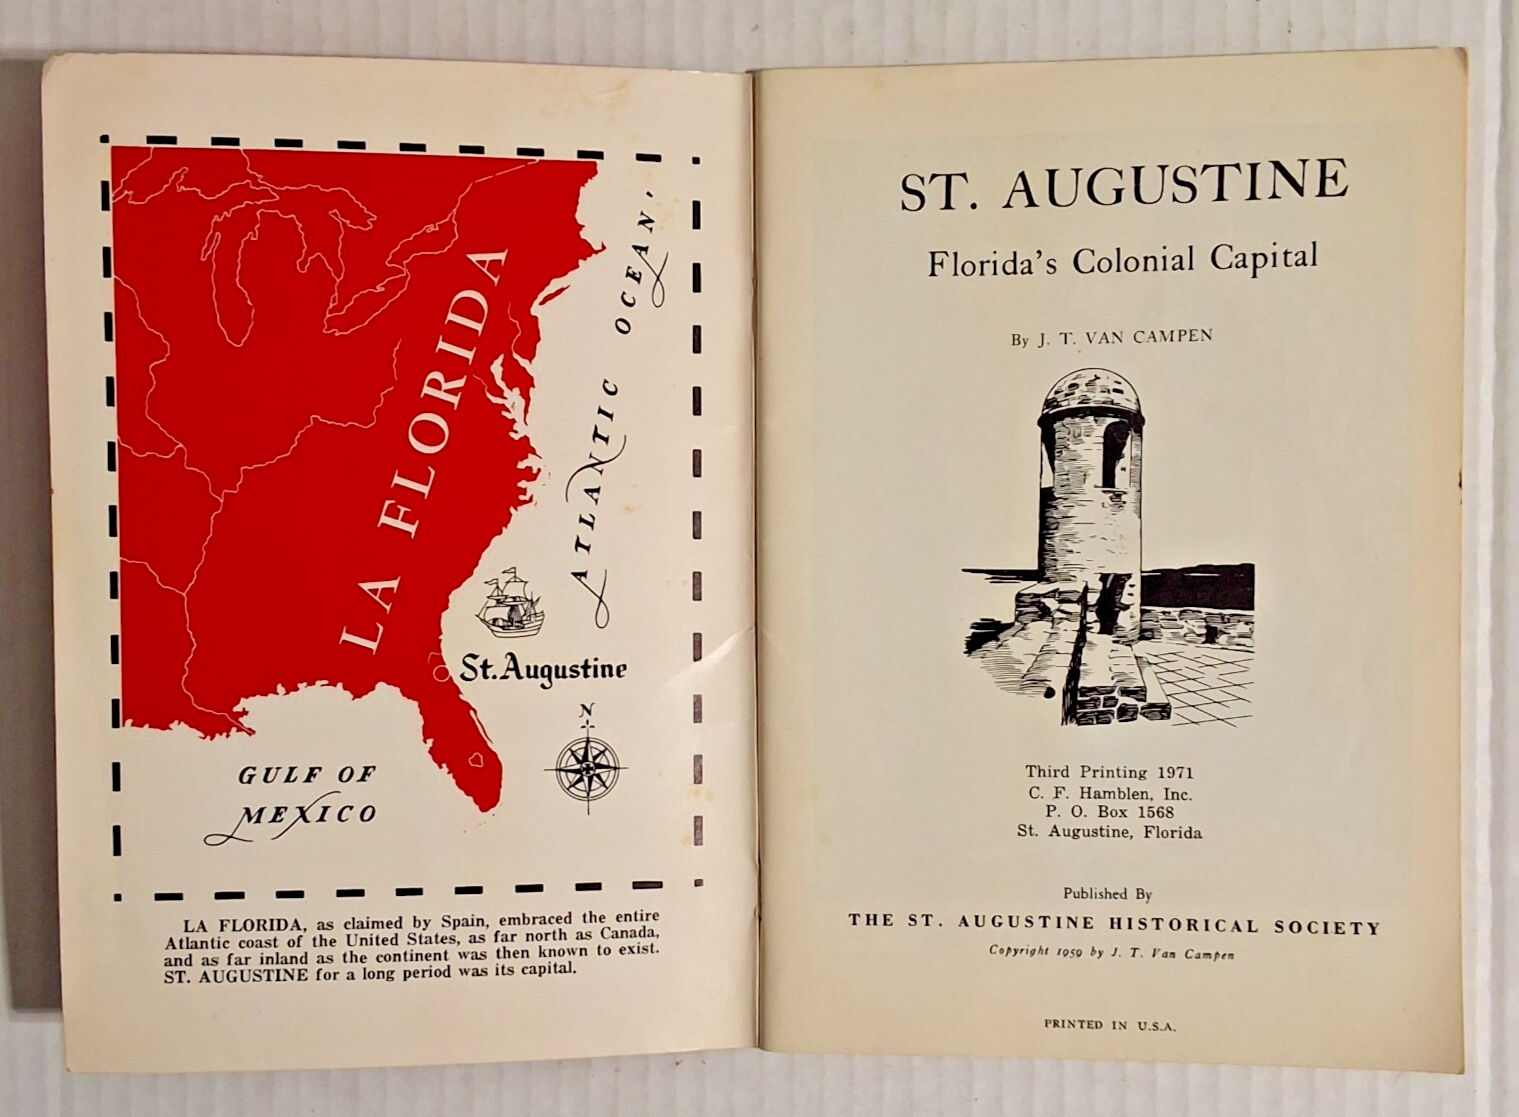 LA FLORIDA
ATLANTIC OCEAN,
St. Augustine
N
GULF OF
MEXICO
LA FLORIDA, as claimed by Spain, embraced the entire
Atlantic coast of the United States, as far north as Canada,
and as far inland as the continent was then known to exist.
ST. AUGUSTINE for a long period was its capital.
ST. AUGUSTINE
Florida's Colonial Capital
By J. T. VAN CAMPEN
Third Printing 1971
C. F. Hamblen, Inc.
P. O. Box 1568
St. Augustine, Florida
Published By
THE ST. AUGUSTINE HISTORICAL SOCIETY
Copyright 1959 by J. T. Van Campen
PRINTED IN U.S.A.